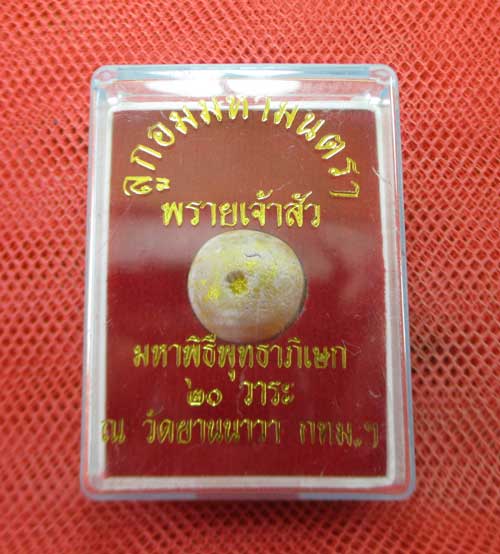 ลูกอมมหามนตรา
พรายเจ้าสัว
มหาพิธีพุทธาภิเษก
๒๐ วาระ
ณ วัดยานนาวา กทม.ฯ